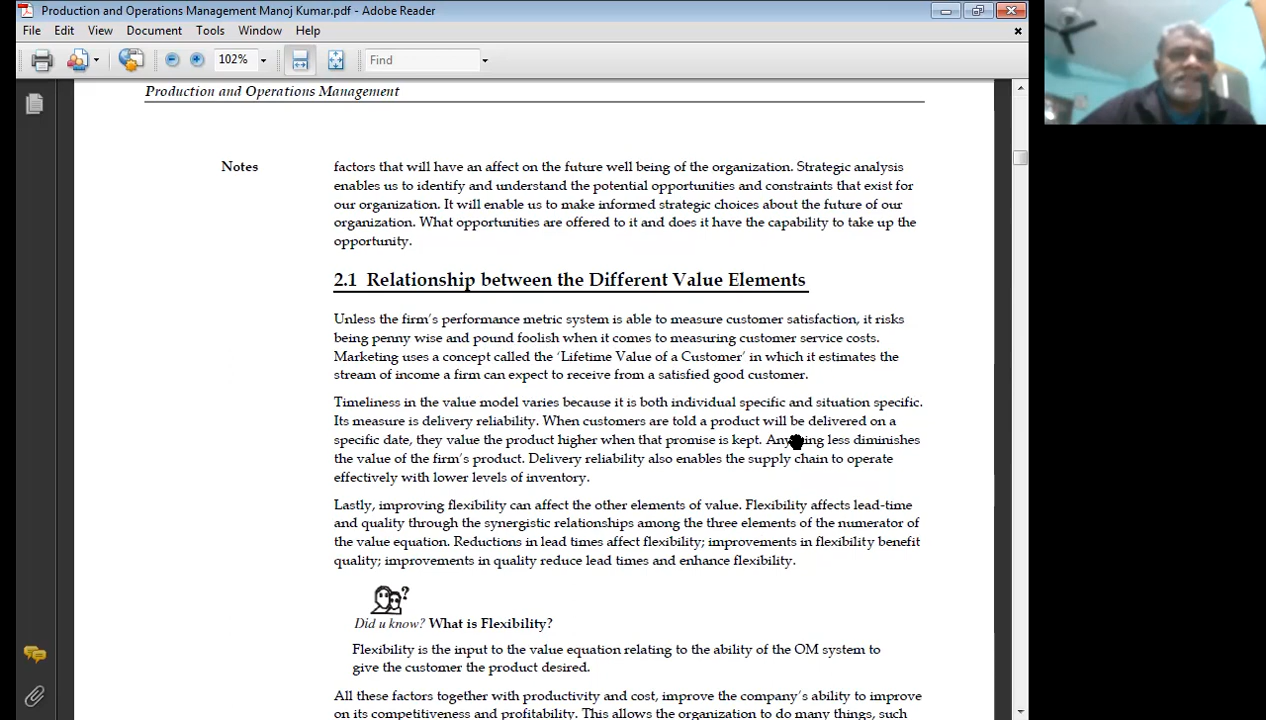 Production and Operations Management Manoj Kumar.pdf - Adobe Reader
File Edit View Document Tools Window Help
102% Find
Production and Operations Management
Notes
factors that will have an affect on the future well being of the organization. Strategic analysis
enables us to identify and understand the potential opportunities and constraints that exist for
our organization. It will enable us to make informed strategic choices about the future of our
organization. What opportunities are offered to it and does it have the capability to take up the
opportunity.
2.1 Relationship between the Different Value Elements
Unless the firm's performance metric system is able to measure customer satisfaction, it risks
being penny wise and pound foolish when it comes to measuring customer service costs.
Marketing uses a concept called the 'Lifetime Value of a Customer' in which it estimates the
stream of income a firm can expect to receive from a satisfied good customer.
Timeliness in the value model varies because it is both individual specific and situation specific.
Its measure is delivery reliability. When customers are told a product will be delivered on a
specific date, they value the product higher when that promise is kept. Anything less diminishes
the value of the firm's product. Delivery reliability also enables the supply chain to operate
effectively with lower levels of inventory.
Lastly, improving flexibility can affect the other elements of value. Flexibility affects lead-time
and quality through the synergistic relationships among the three elements of the numerator of
the value equation. Reductions in lead times affect flexibility; improvements in flexibility benefit
quality; improvements in quality reduce lead times and enhance flexibility.
?
Did u know? What is Flexibility?
Flexibility is the input to the value equation relating to the ability of the OM system to
give the customer the product desired.
All these factors together with productivity and cost, improve the company's ability to improve
on its competitiveness and profitability. This allows the organization to do many things, such